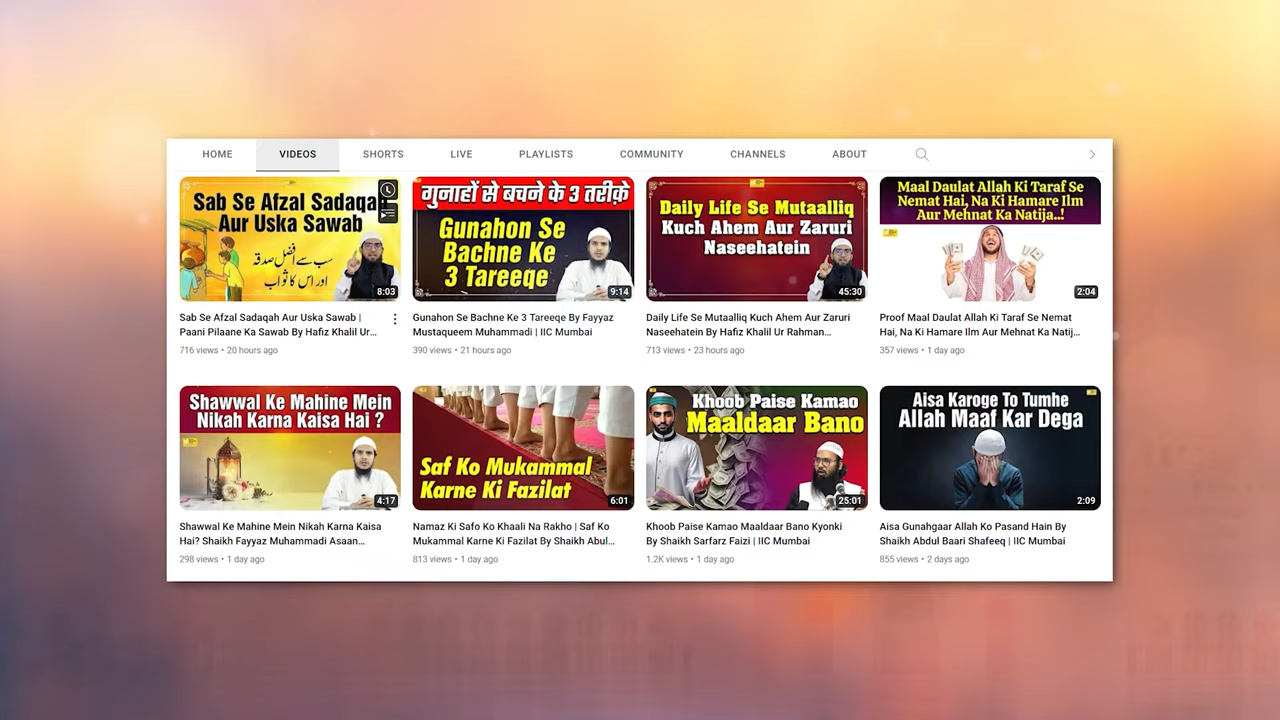 HOME VIDEOS SHORTS LIVE PLAYLISTS COMMUNITY CHANNELS ABOUT
Sab Se Afzal Sadaqah
Aur Uska Sawab
سب سے افضل صدقہ
اور اس کا ثواب
8:03
गुनाहों से बचने के 3 तरीक़े
Gunahon Se
Bachne Ke
3 Tareeqe
9:14
Daily Life Se Mutaalliq
Kuch Ahem Aur Zaruri
Naseehatein
45:30
Maal Daulat Allah Ki Taraf Se
Nemat Hai, Na Ki Hamare Ilm
Aur Mehnat Ka Natija..!
2:04
Sab Se Afzal Sadaqah Aur Uska Sawab |
Paani Pilaane Ka Sawab By Hafiz Khalil Ur...
716 views • 20 hours ago
Gunahon Se Bachne Ke 3 Tareeqe By Fayyaz
Mustaqueem Muhammadi | IIC Mumbai
390 views • 21 hours ago
Daily Life Se Mutaalliq Kuch Ahem Aur Zaruri
Naseehatein By Hafiz Khalil Ur Rahman...
713 views • 23 hours ago
Proof Maal Daulat Allah Ki Taraf Se Nemat
Hai, Na Ki Hamare Ilm Aur Mehnat Ka Natij...
357 views • 1 day ago
Shawwal Ke Mahine Mein
Nikah Karna Kaisa Hai ?
4:17
Saf Ko Mukammal
Karne Ki Fazilat
6:01
Khoob Paise Kamao
Maaldaar Bano
25:01
Aisa Karoge To Tumhe
Allah Maaf Kar Dega
2:09
Shawwal Ke Mahine Mein Nikah Karna Kaisa
Hai? Shaikh Fayyaz Muhammadi Asaan...
298 views • 1 day ago
Namaz Ki Safo Ko Khaali Na Rakho | Saf Ko
Mukammal Karne Ki Fazilat By Shaikh Abul...
813 views • 1 day ago
Khoob Paise Kamao Maaldaar Bano Kyonki
By Shaikh Sarfarz Faizi | IIC Mumbai
1.2K views • 1 day ago
Aisa Gunahgaar Allah Ko Pasand Hain By
Shaikh Abdul Baari Shafeeq | IIC Mumbai
855 views • 2 days ago